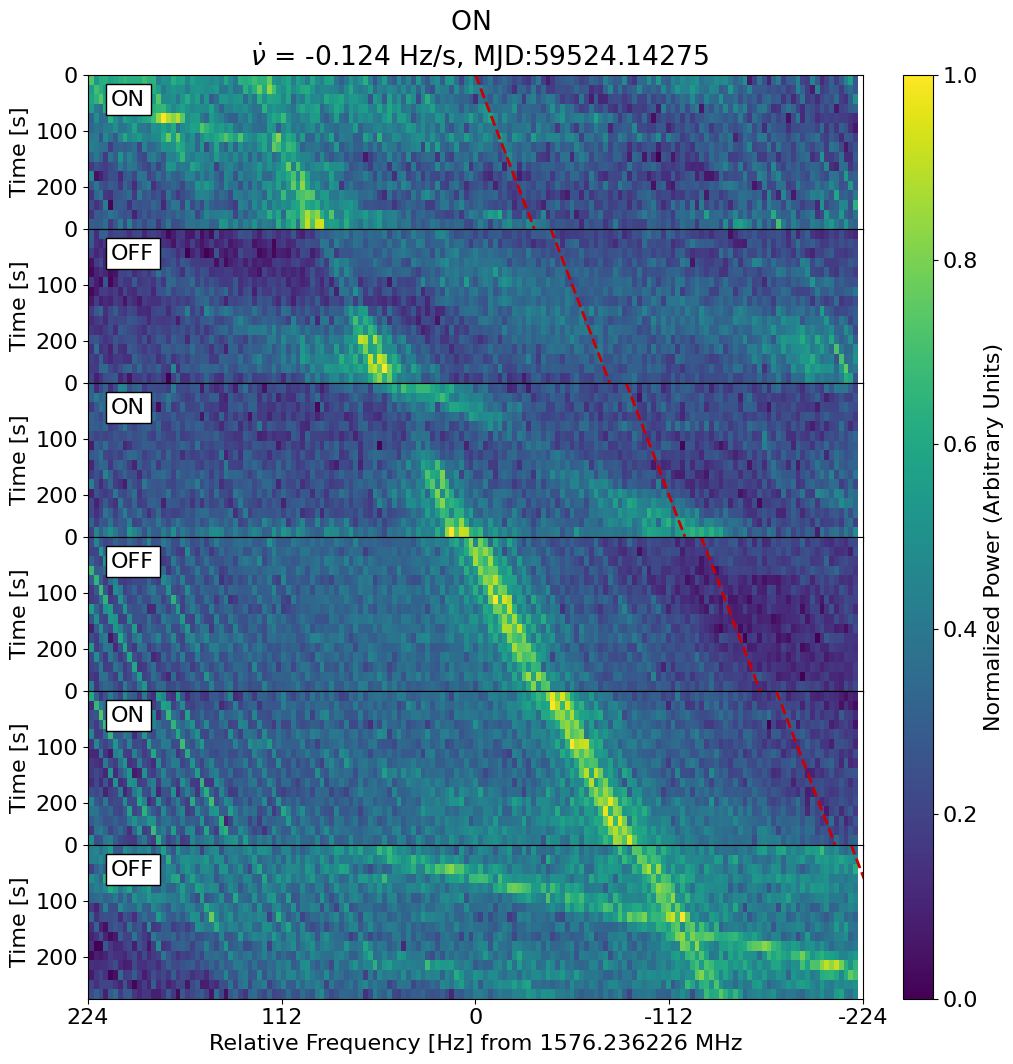 ON
ν̇ = -0.124 Hz/s, MJD:59524.14275
0
100
200
0
100
200
0
100
200
0
100
200
0
100
200
0
100
200
Time [s]
Time [s]
Time [s]
Time [s]
Time [s]
Time [s]
ON
OFF
ON
OFF
ON
OFF
224
112
0
-112
-224
Relative Frequency [Hz] from 1576.236226 MHz
1.0
0.8
0.6
0.4
0.2
0.0
Normalized Power (Arbitrary Units)